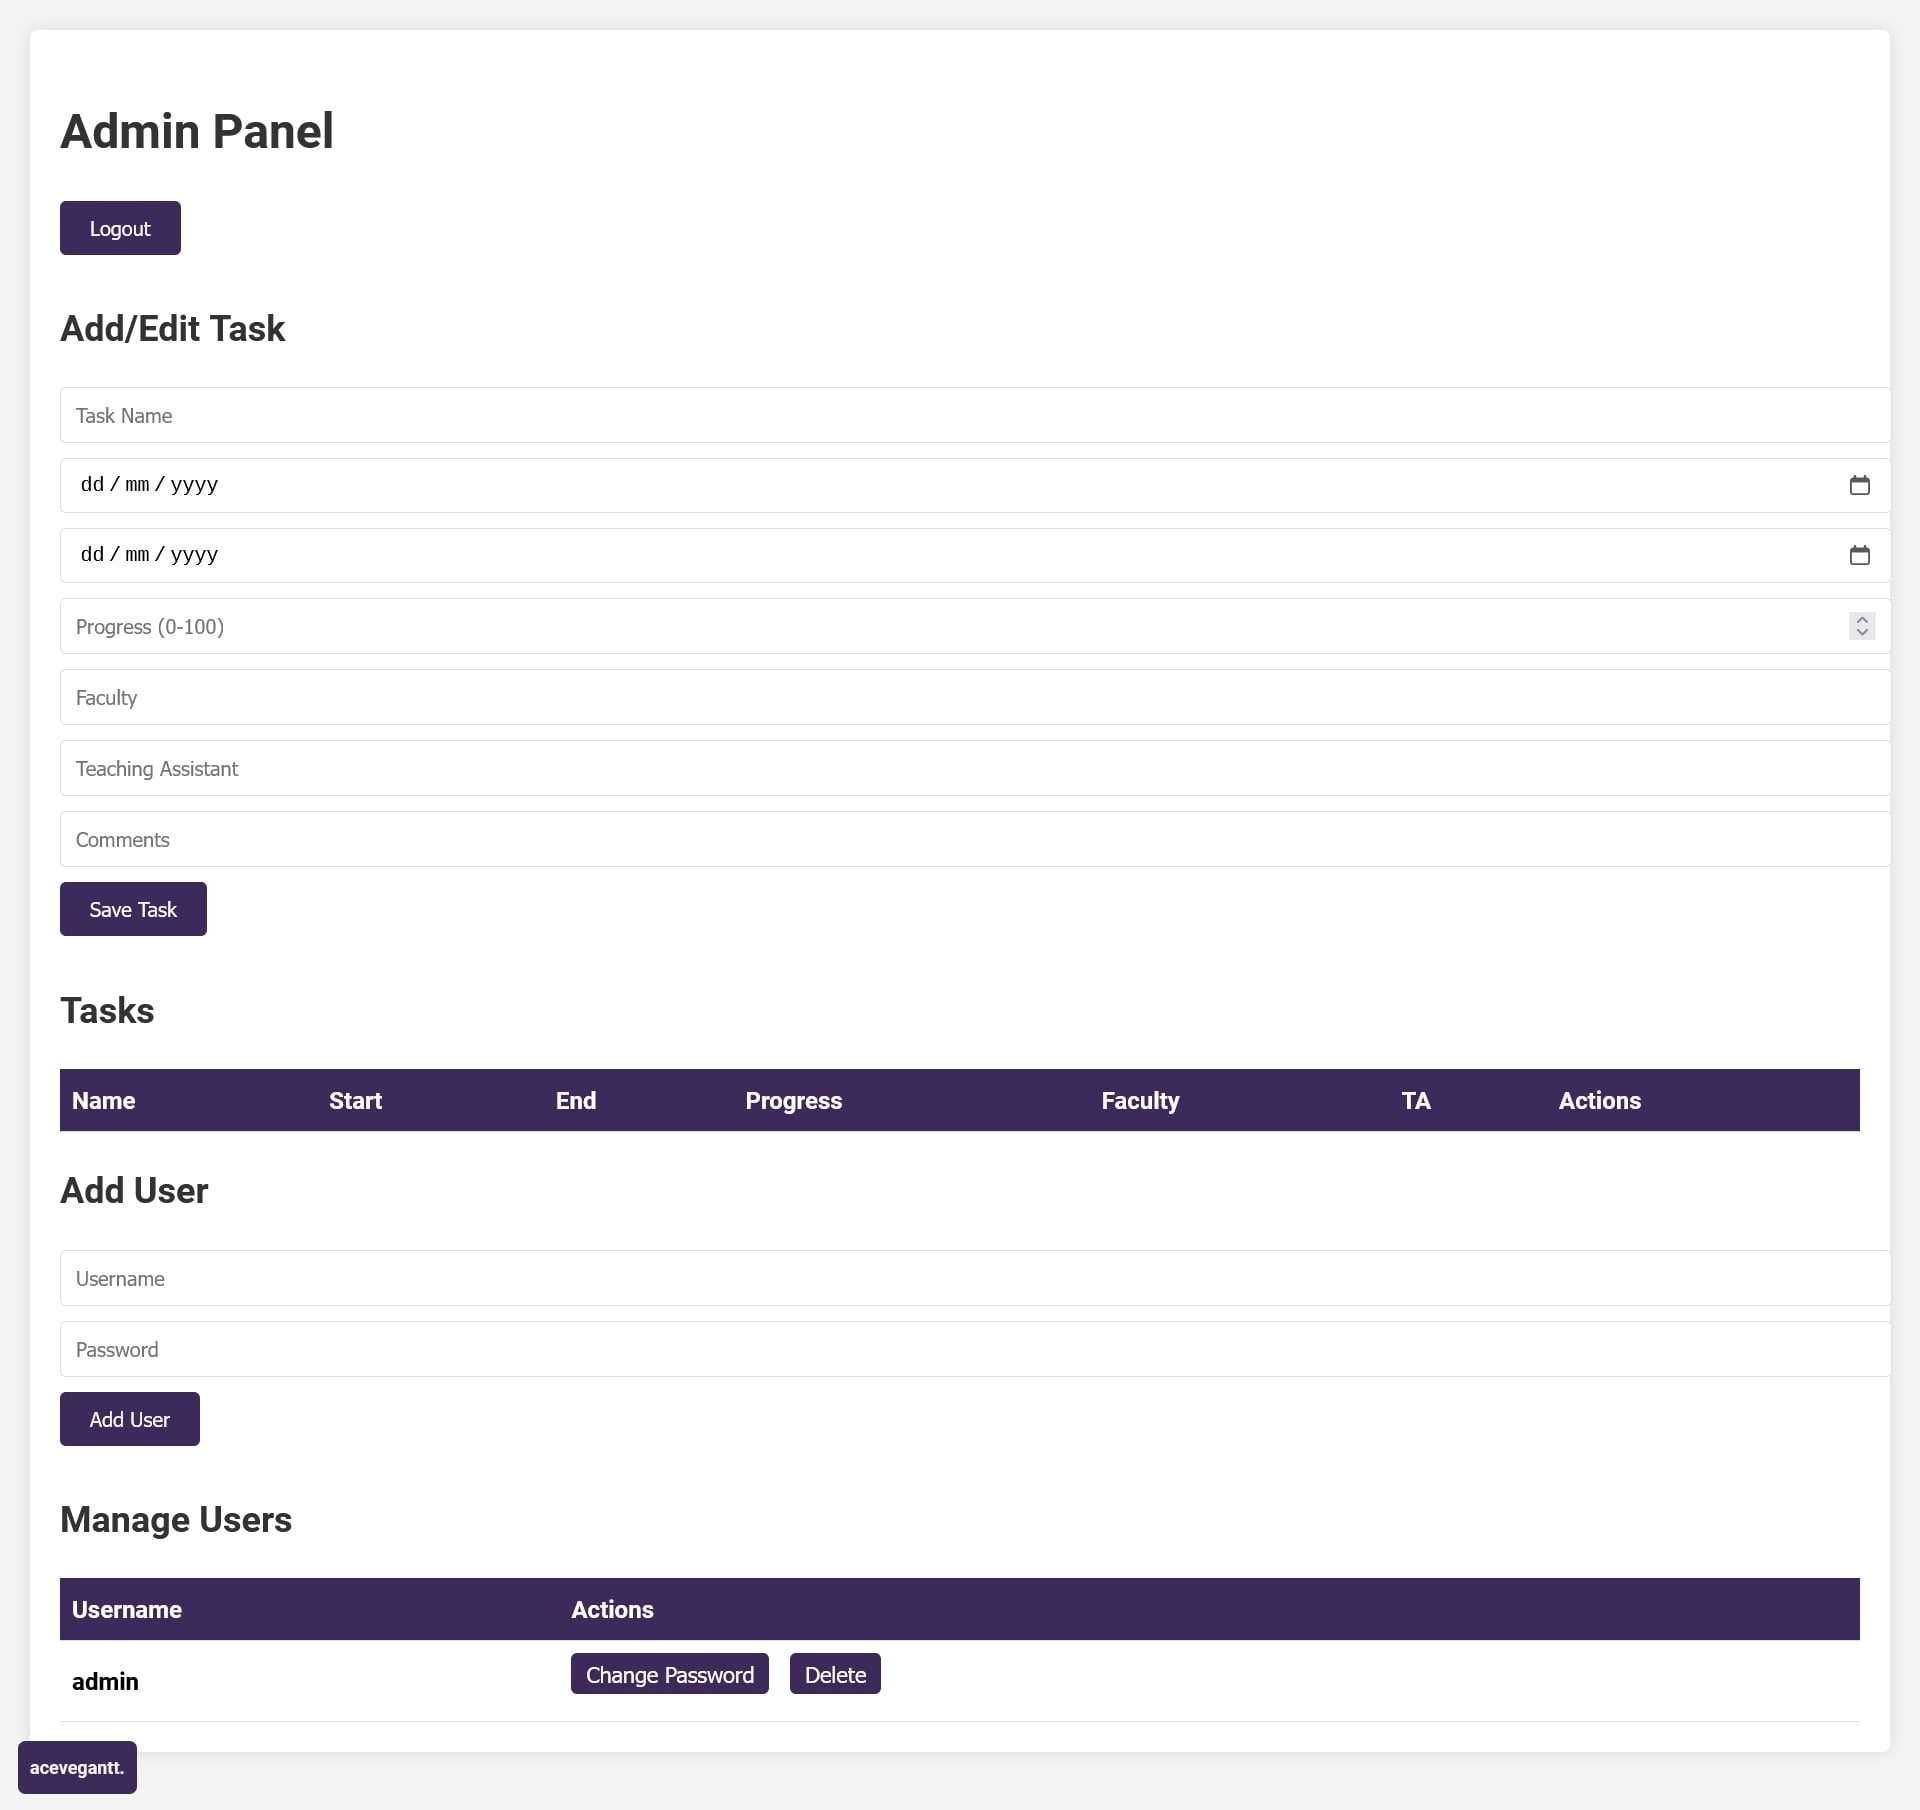 Admin Panel
Logout
Add/Edit Task
Task Name
dd / mm / yyyy
dd / mm / yyyy
Progress (0-100)
Faculty
Teaching Assistant
Comments
Save Task
Tasks
Name Start End Progress Faculty TA Actions
Add User
Username
Password
Add User
Manage Users
Username Actions
admin Change Password Delete
acevegantt.